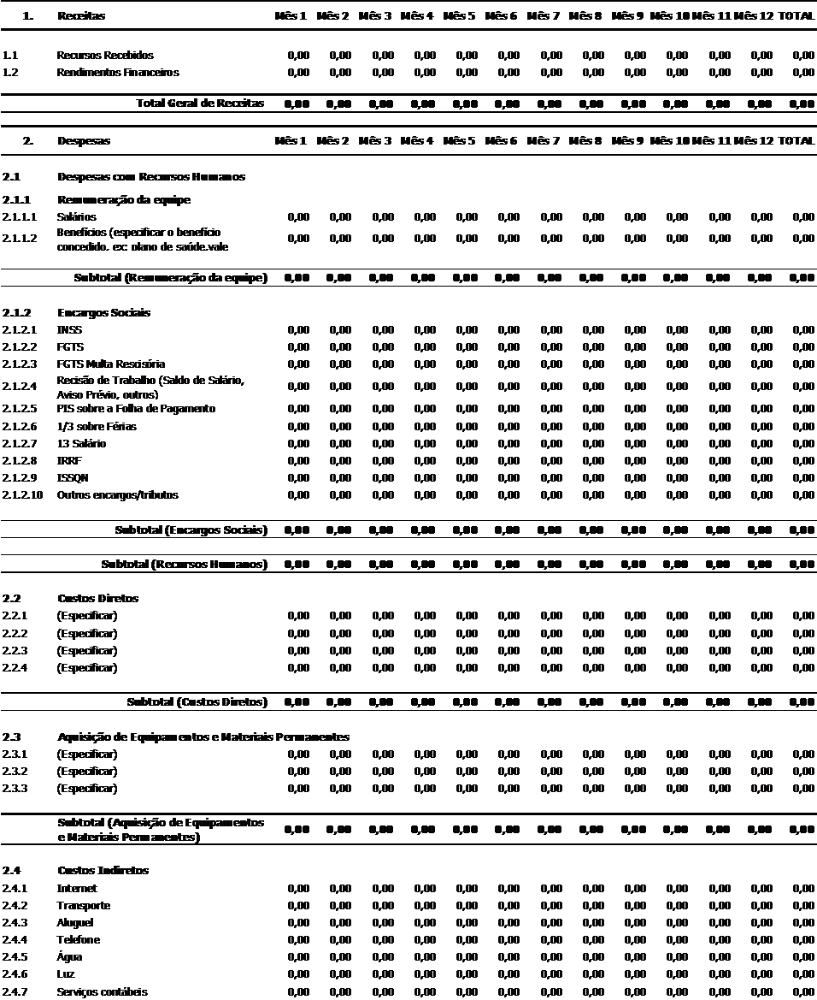 1. Receitas Mês 1 Mês 2 Mês 3 Mês 4 Mês 5 Mês 6 Mês 7 Mês 8 Mês 9 Mês 10 Mês 11 Mês 12 TOTAL
1.1 Recursos Recebidos 0,00 0,00 0,00 0,00 0,00 0,00 0,00 0,00 0,00 0,00 0,00 0,00 0,00
1.2 Rendimentos Financeiros 0,00 0,00 0,00 0,00 0,00 0,00 0,00 0,00 0,00 0,00 0,00 0,00 0,00
Total Geral de Receitas 0,00 0,00 0,00 0,00 0,00 0,00 0,00 0,00 0,00 0,00 0,00 0,00 0,00
2. Despesas Mês 1 Mês 2 Mês 3 Mês 4 Mês 5 Mês 6 Mês 7 Mês 8 Mês 9 Mês 10 Mês 11 Mês 12 TOTAL
2.1 Despesas com Recursos Humanos
2.1.1 Remuneração da equipe
2.1.1.1 Salários 0,00 0,00 0,00 0,00 0,00 0,00 0,00 0,00 0,00 0,00 0,00 0,00 0,00
2.1.1.2 Benefícios (especificar o benefício
concedido, ex: plano de saúde,vale 0,00 0,00 0,00 0,00 0,00 0,00 0,00 0,00 0,00 0,00 0,00 0,00 0,00
Subtotal (Remuneração da equipe) 0,00 0,00 0,00 0,00 0,00 0,00 0,00 0,00 0,00 0,00 0,00 0,00 0,00
2.1.2 Encargos Sociais
2.1.2.1 INSS 0,00 0,00 0,00 0,00 0,00 0,00 0,00 0,00 0,00 0,00 0,00 0,00 0,00
2.1.2.2 FGTS 0,00 0,00 0,00 0,00 0,00 0,00 0,00 0,00 0,00 0,00 0,00 0,00 0,00
2.1.2.3 FGTS Multa Rescisória 0,00 0,00 0,00 0,00 0,00 0,00 0,00 0,00 0,00 0,00 0,00 0,00 0,00
2.1.2.4 Recisão de Trabalho (Saldo de Salário,
Aviso Prévio, outros) 0,00 0,00 0,00 0,00 0,00 0,00 0,00 0,00 0,00 0,00 0,00 0,00 0,00
2.1.2.5 PIS sobre a Folha de Pagamento 0,00 0,00 0,00 0,00 0,00 0,00 0,00 0,00 0,00 0,00 0,00 0,00 0,00
2.1.2.6 1/3 sobre Férias 0,00 0,00 0,00 0,00 0,00 0,00 0,00 0,00 0,00 0,00 0,00 0,00 0,00
2.1.2.7 13 Salário 0,00 0,00 0,00 0,00 0,00 0,00 0,00 0,00 0,00 0,00 0,00 0,00 0,00
2.1.2.8 IRRF 0,00 0,00 0,00 0,00 0,00 0,00 0,00 0,00 0,00 0,00 0,00 0,00 0,00
2.1.2.9 ISSQN 0,00 0,00 0,00 0,00 0,00 0,00 0,00 0,00 0,00 0,00 0,00 0,00 0,00
2.1.2.10 Outros encargos/tributos 0,00 0,00 0,00 0,00 0,00 0,00 0,00 0,00 0,00 0,00 0,00 0,00 0,00
Subtotal (Encargos Sociais) 0,00 0,00 0,00 0,00 0,00 0,00 0,00 0,00 0,00 0,00 0,00 0,00 0,00
Subtotal (Recursos Humanos) 0,00 0,00 0,00 0,00 0,00 0,00 0,00 0,00 0,00 0,00 0,00 0,00 0,00
2.2 Custos Diretos
2.2.1 (Especificar) 0,00 0,00 0,00 0,00 0,00 0,00 0,00 0,00 0,00 0,00 0,00 0,00 0,00
2.2.2 (Especificar) 0,00 0,00 0,00 0,00 0,00 0,00 0,00 0,00 0,00 0,00 0,00 0,00 0,00
2.2.3 (Especificar) 0,00 0,00 0,00 0,00 0,00 0,00 0,00 0,00 0,00 0,00 0,00 0,00 0,00
2.2.4 (Especificar) 0,00 0,00 0,00 0,00 0,00 0,00 0,00 0,00 0,00 0,00 0,00 0,00 0,00
Subtotal (Custos Diretos) 0,00 0,00 0,00 0,00 0,00 0,00 0,00 0,00 0,00 0,00 0,00 0,00 0,00
2.3 Aquisição de Equipamentos e Materiais Permanentes
2.3.1 (Especificar) 0,00 0,00 0,00 0,00 0,00 0,00 0,00 0,00 0,00 0,00 0,00 0,00 0,00
2.3.2 (Especificar) 0,00 0,00 0,00 0,00 0,00 0,00 0,00 0,00 0,00 0,00 0,00 0,00 0,00
2.3.3 (Especificar) 0,00 0,00 0,00 0,00 0,00 0,00 0,00 0,00 0,00 0,00 0,00 0,00 0,00
Subtotal (Aquisição de Equipamentos
e Materiais Permanentes) 0,00 0,00 0,00 0,00 0,00 0,00 0,00 0,00 0,00 0,00 0,00 0,00 0,00
2.4 Custos Indiretos
2.4.1 Internet 0,00 0,00 0,00 0,00 0,00 0,00 0,00 0,00 0,00 0,00 0,00 0,00 0,00
2.4.2 Transporte 0,00 0,00 0,00 0,00 0,00 0,00 0,00 0,00 0,00 0,00 0,00 0,00 0,00
2.4.3 Aluguel 0,00 0,00 0,00 0,00 0,00 0,00 0,00 0,00 0,00 0,00 0,00 0,00 0,00
2.4.4 Telefone 0,00 0,00 0,00 0,00 0,00 0,00 0,00 0,00 0,00 0,00 0,00 0,00 0,00
2.4.5 Água 0,00 0,00 0,00 0,00 0,00 0,00 0,00 0,00 0,00 0,00 0,00 0,00 0,00
2.4.6 Luz 0,00 0,00 0,00 0,00 0,00 0,00 0,00 0,00 0,00 0,00 0,00 0,00 0,00
2.4.7 Serviços contábeis 0,00 0,00 0,00 0,00 0,00 0,00 0,00 0,00 0,00 0,00 0,00 0,00 0,00